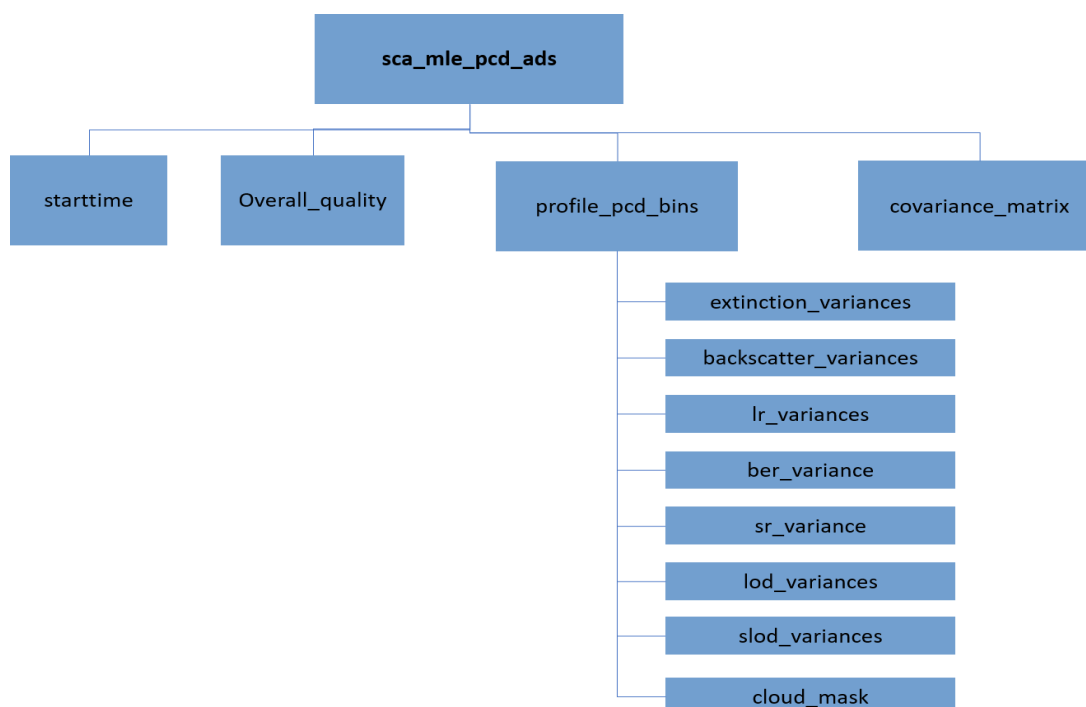 sca_mle_pcd_ads
starttime
Overall_quality
profile_pcd_bins
covariance_matrix
extinction_variances
backscatter_variances
lr_variances
ber_variance
sr_variance
lod_variances
slod_variances
cloud_mask